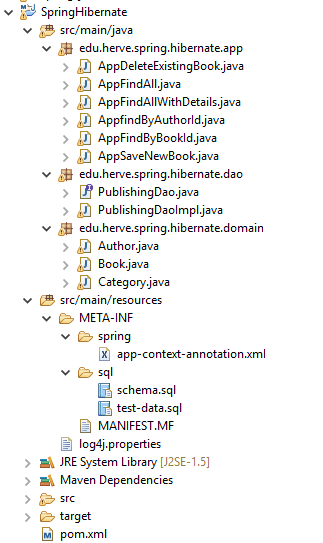 SpringHibernate
src/main/java
edu.herve.spring.hibernate.app
AppDeleteExistingBook.java
AppFindAll.java
AppFindAllWithDetails.java
AppfindByAuthorId.java
AppFindByBookId.java
AppSaveNewBook.java
edu.herve.spring.hibernate.dao
PublishingDao.java
PublishingDaoImpl.java
edu.herve.spring.hibernate.domain
Author.java
Book.java
Category.java
src/main/resources
META-INF
spring
app-context-annotation.xml
sql
schema.sql
test-data.sql
MANIFEST.MF
log4j.properties
JRE System Library [J2SE-1.5]
Maven Dependencies
src
target
pom.xml